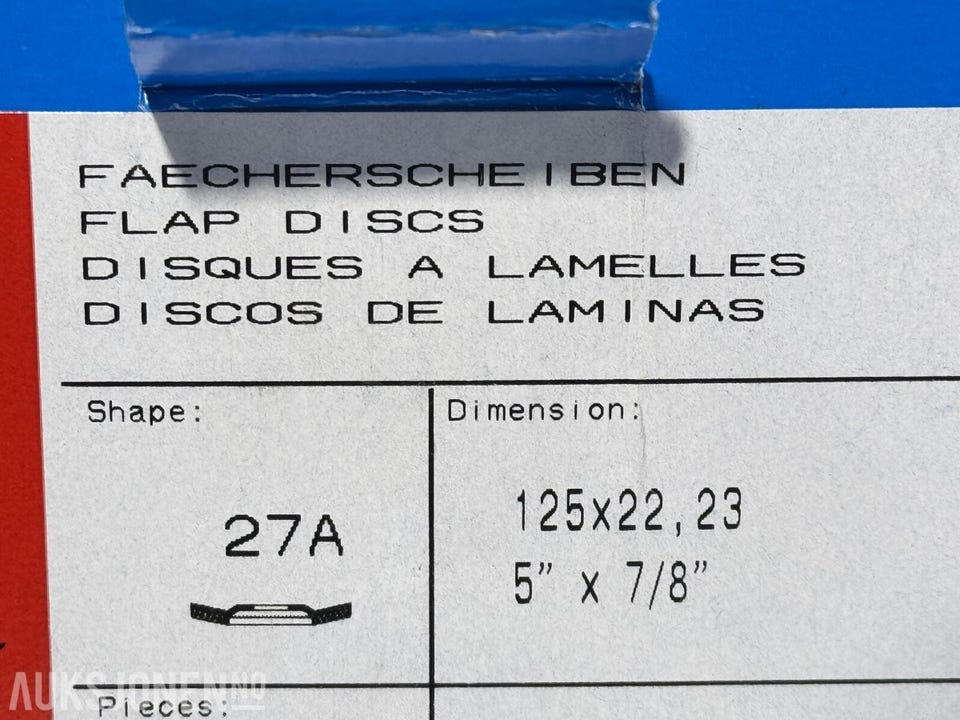 FAECHERSCHEIBEN
FLAP DISCS
DISQUES A LAMELLES
DISCOS DE LAMINAS
Shape:
Dimension:
27A
125x22,23
5" x 7/8"
Pieces:
AUKSJONEN.NO